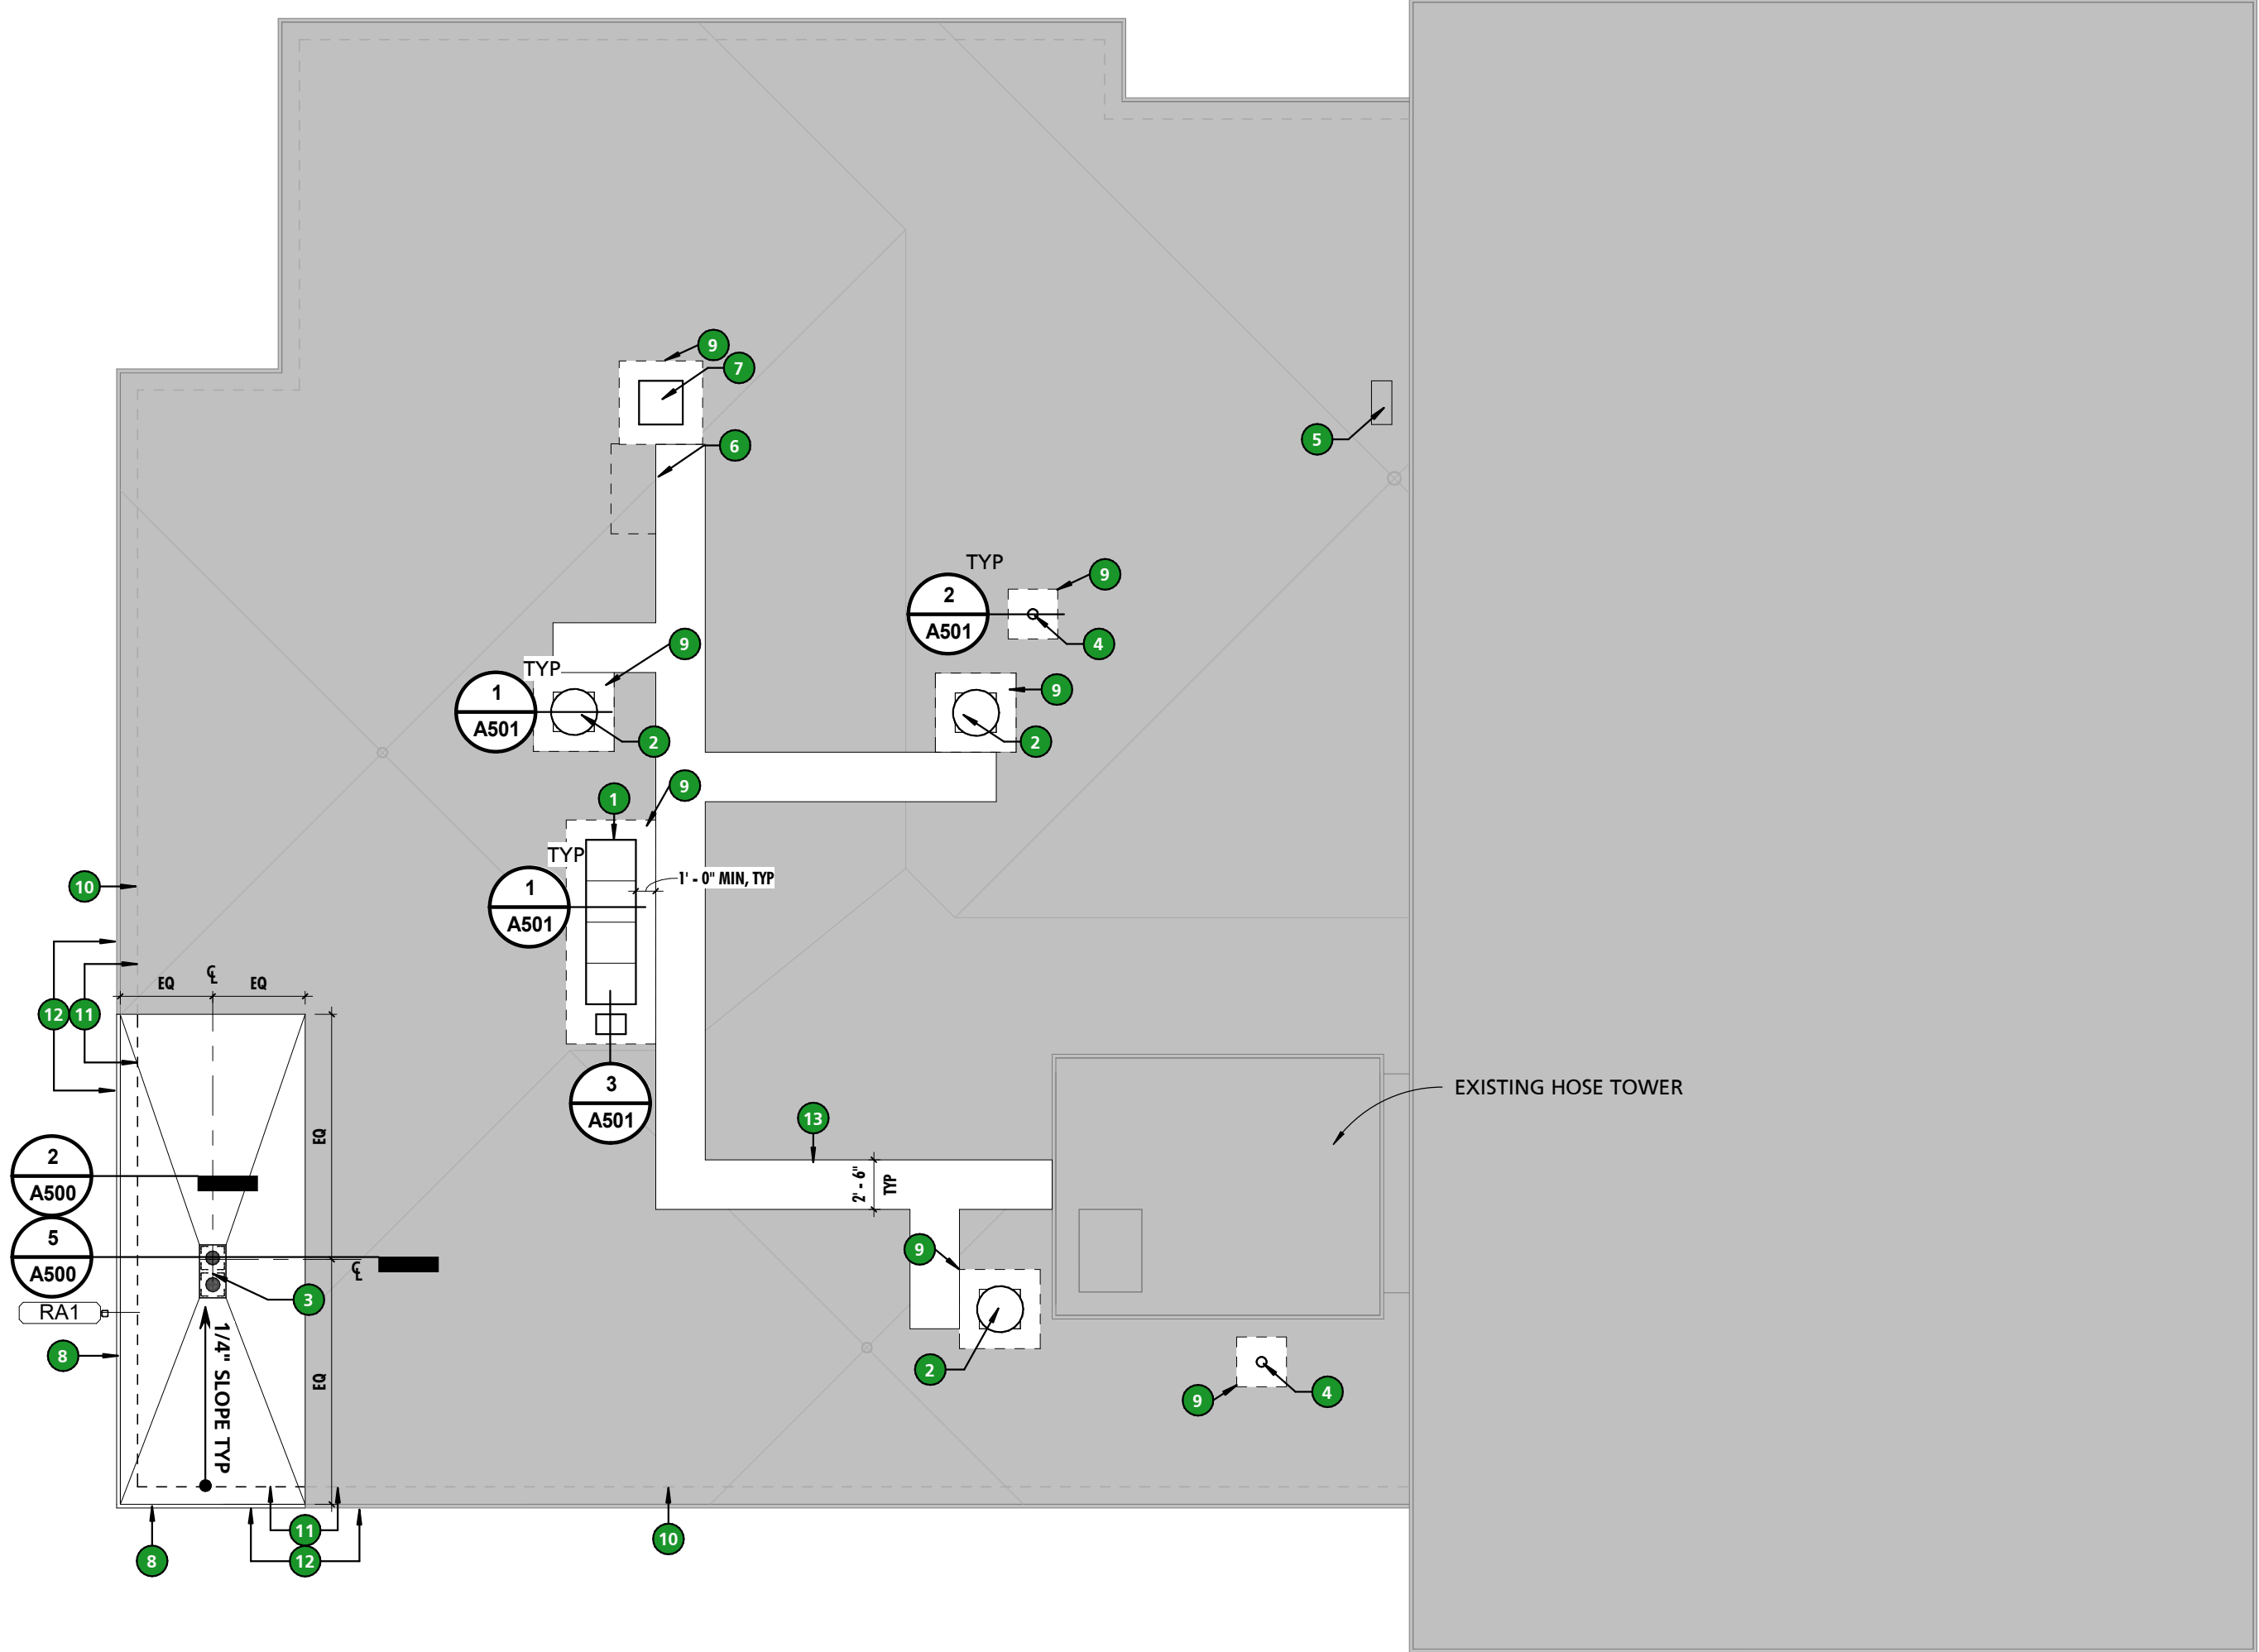 9
7
6
5
TYP
2
A501
9
4
9
TYP
1
A501
2
9
2
1
9
TYP
1
A501
1' - 0" MIN, TYP
10
EQ
CL
EQ
12
11
3
A501
EXISTING HOSE TOWER
13
EQ
2
A500
2' - 6"
TYP
5
A500
CL
9
3
RA1
8
1/4" SLOPE TYP
EQ
2
4
9
11
10
8
12